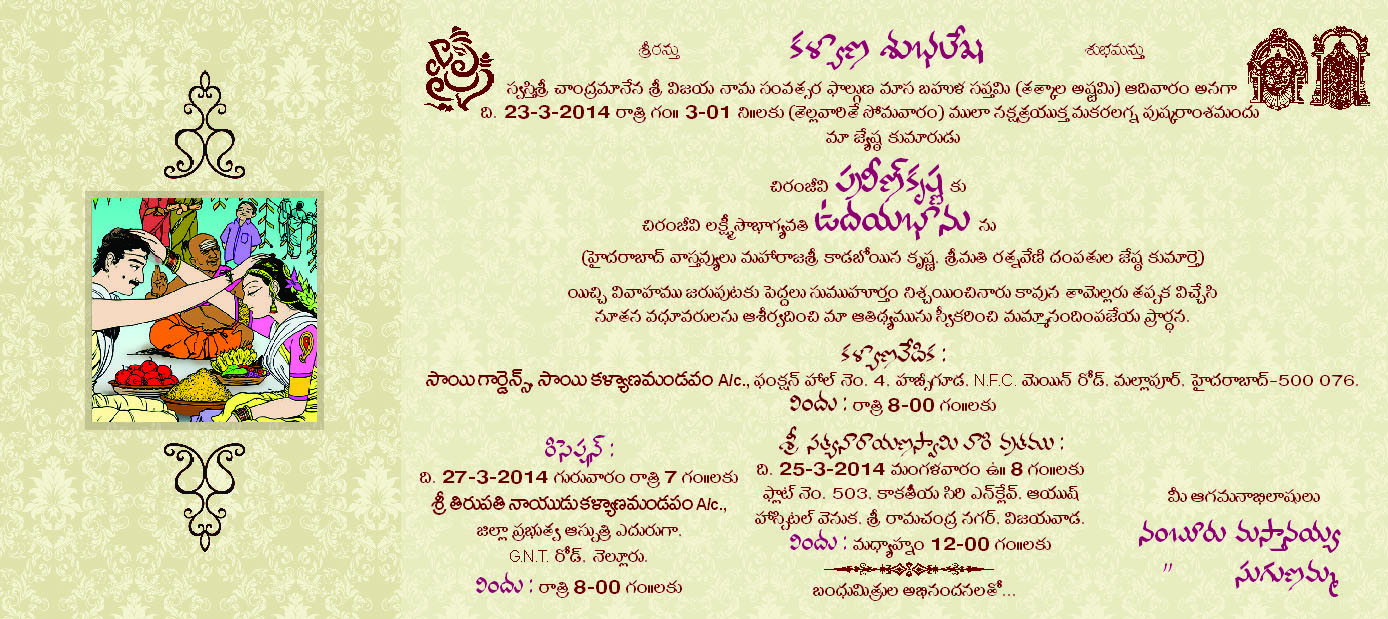 శ్రీరస్తు
కళ్యాణ శుభలేఖ
శుభమస్తు
స్వస్తిశ్రీ చాంద్రమానేన శ్రీ విజయ నామ సంవత్సర ఫాల్గుణ మాస బహుళ సప్తమి (తత్కాల అష్టమి) ఆదివారం అనగా
ది. 23-3-2014 రాత్రి గం॥ 3-01 ని॥లకు (తెల్లవారితే సోమవారం) మూలా నక్షత్రయుక్త మకరలగ్న పుష్కరాంశమందు
మా జ్యేష్ఠ కుమారుడు
చిరంజీవి ప్రవీణ్‌కృష్ణ కు
చిరంజీవి లక్ష్మీసౌభాగ్యవతి ఉదయభాను ను
(హైదరాబాద్ వాస్తవ్యులు మహారాజశ్రీ కాడబోయిన కృష్ణ, శ్రీమతి రత్నవేణి దంపతుల జేష్ఠ కుమార్తె)
యిచ్చి వివాహము జరుపుటకు పెద్దలు సుముహూర్తం నిశ్చయించినారు కావున తామెల్లరు తప్పక విచ్చేసి
నూతన వధూవరులను ఆశీర్వదించి మా ఆతిధ్యమును స్వీకరించి మమ్మానందింపజేయ ప్రార్ధన.
కళ్యాణవేదిక :
సాయి గార్డెన్స్, సాయి కళ్యాణమండపం A/c., ఫంక్షన్ హాల్ నెం. 4, హబ్సిగూడ, N.F.C. మెయిన్ రోడ్, మల్లాపూర్, హైదరాబాద్-500 076.
విందు : రాత్రి 8-00 గం॥లకు
రిసెప్షన్ :
ది. 27-3-2014 గురువారం రాత్రి 7 గం॥లకు
శ్రీ తిరుపతి నాయుడు కళ్యాణమండపం A/c.,
జిల్లా ప్రభుత్వ ఆస్పుత్రి ఎదురుగా,
G.N.T. రోడ్, నెల్లూరు.
విందు : రాత్రి 8-00 గం॥లకు
శ్రీ సత్యనారాయణస్వామి వారి వ్రతము :
ది. 25-3-2014 మంగళవారం ఉ॥ 8 గం॥లకు
ఫ్లాట్ నెం. 503, కాకతీయ సిరి ఎన్‌క్లేవ్, ఆయుష్
హాస్పిటల్ వెనుక, శ్రీ రామచంద్ర నగర్, విజయవాడ.
విందు : మధ్యాహ్నం 12-00 గం॥లకు
బంధుమిత్రుల అభినందనలతో...
మీ ఆగమనాభిలాషులు
నంబూరు మస్తానయ్య
" సుగుణమ్మ